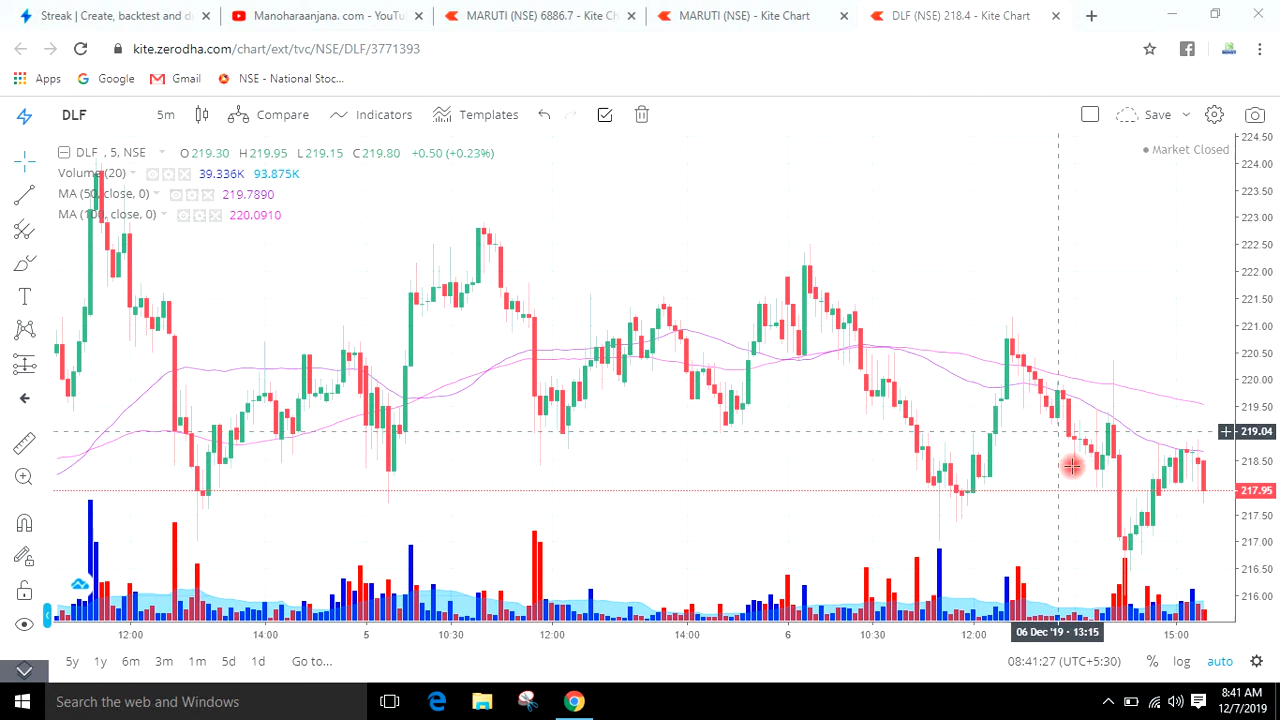 Streak | Create, backtest and d
Manoharaanjana. com - YouTu
MARUTI (NSE) 6886.7 - Kite Ch
MARUTI (NSE) - Kite Chart
DLF (NSE) 218.4 - Kite Chart
kite.zerodha.com/chart/ext/tvc/NSE/DLF/3771393
Apps Google Gmail NSE - National Stoc...
DLF 5m Compare Indicators Templates Save
DLF , 5, NSE O 219.30 H 219.95 L 219.15 C 219.80 +0.50 (+0.23%)
Market Closed
Volume (20) 39.336K 93.875K
MA (50, close, 0) 219.7890
MA (100, close, 0) 220.0910
224.50
224.00
223.50
223.00
222.50
222.00
221.50
221.00
220.50
220.00
219.50
219.04
218.50
217.95
217.50
217.00
216.50
216.00
12:00 14:00 5 10:30 12:00 14:00 6 10:30 12:00 06 Dec '19 · 13:15 15:00
5y 1y 6m 3m 1m 5d 1d Go to... 08:41:27 (UTC+5:30) % log auto
Search the web and Windows
8:41 AM
12/7/2019